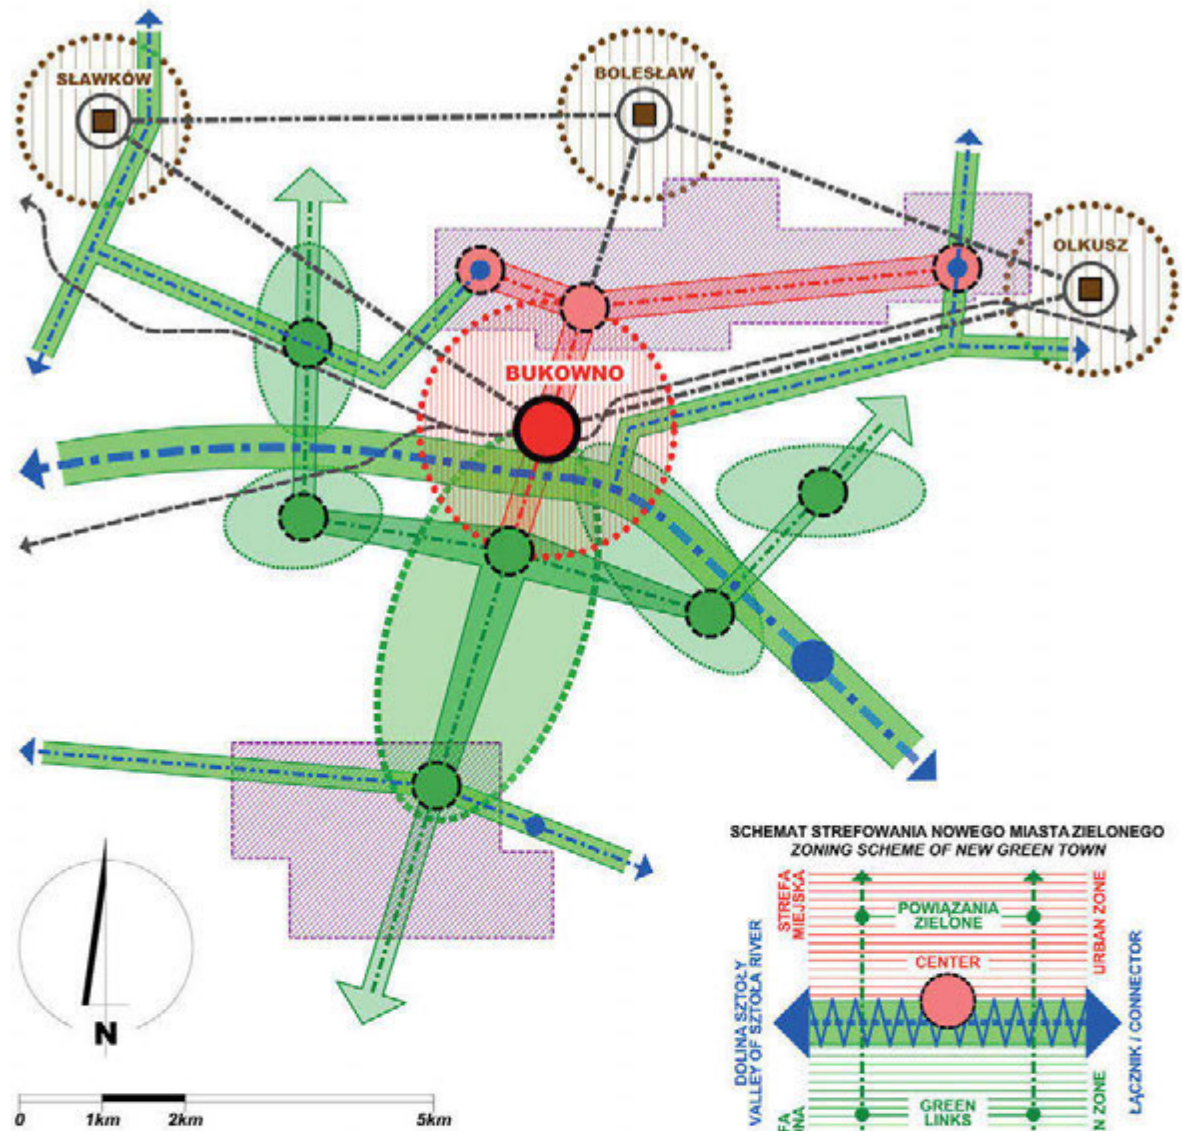 SŁAWKÓW
BOLESŁAW
OLKUSZ
BUKOWNO
N
0 1km 2km 5km
SCHEMAT STREFOWANIA NOWEGO MIASTA ZIELONEGO
ZONING SCHEME OF NEW GREEN TOWN
STREFA
MIEJSKA
POWIĄZANIA
ZIELONE
URBAN ZONE
CENTER
DOLINA SZTOŁY
VALLEY OF SZTOŁA RIVER
ŁĄCZNIK / CONNECTOR
GREEN
LINKS
ZONE